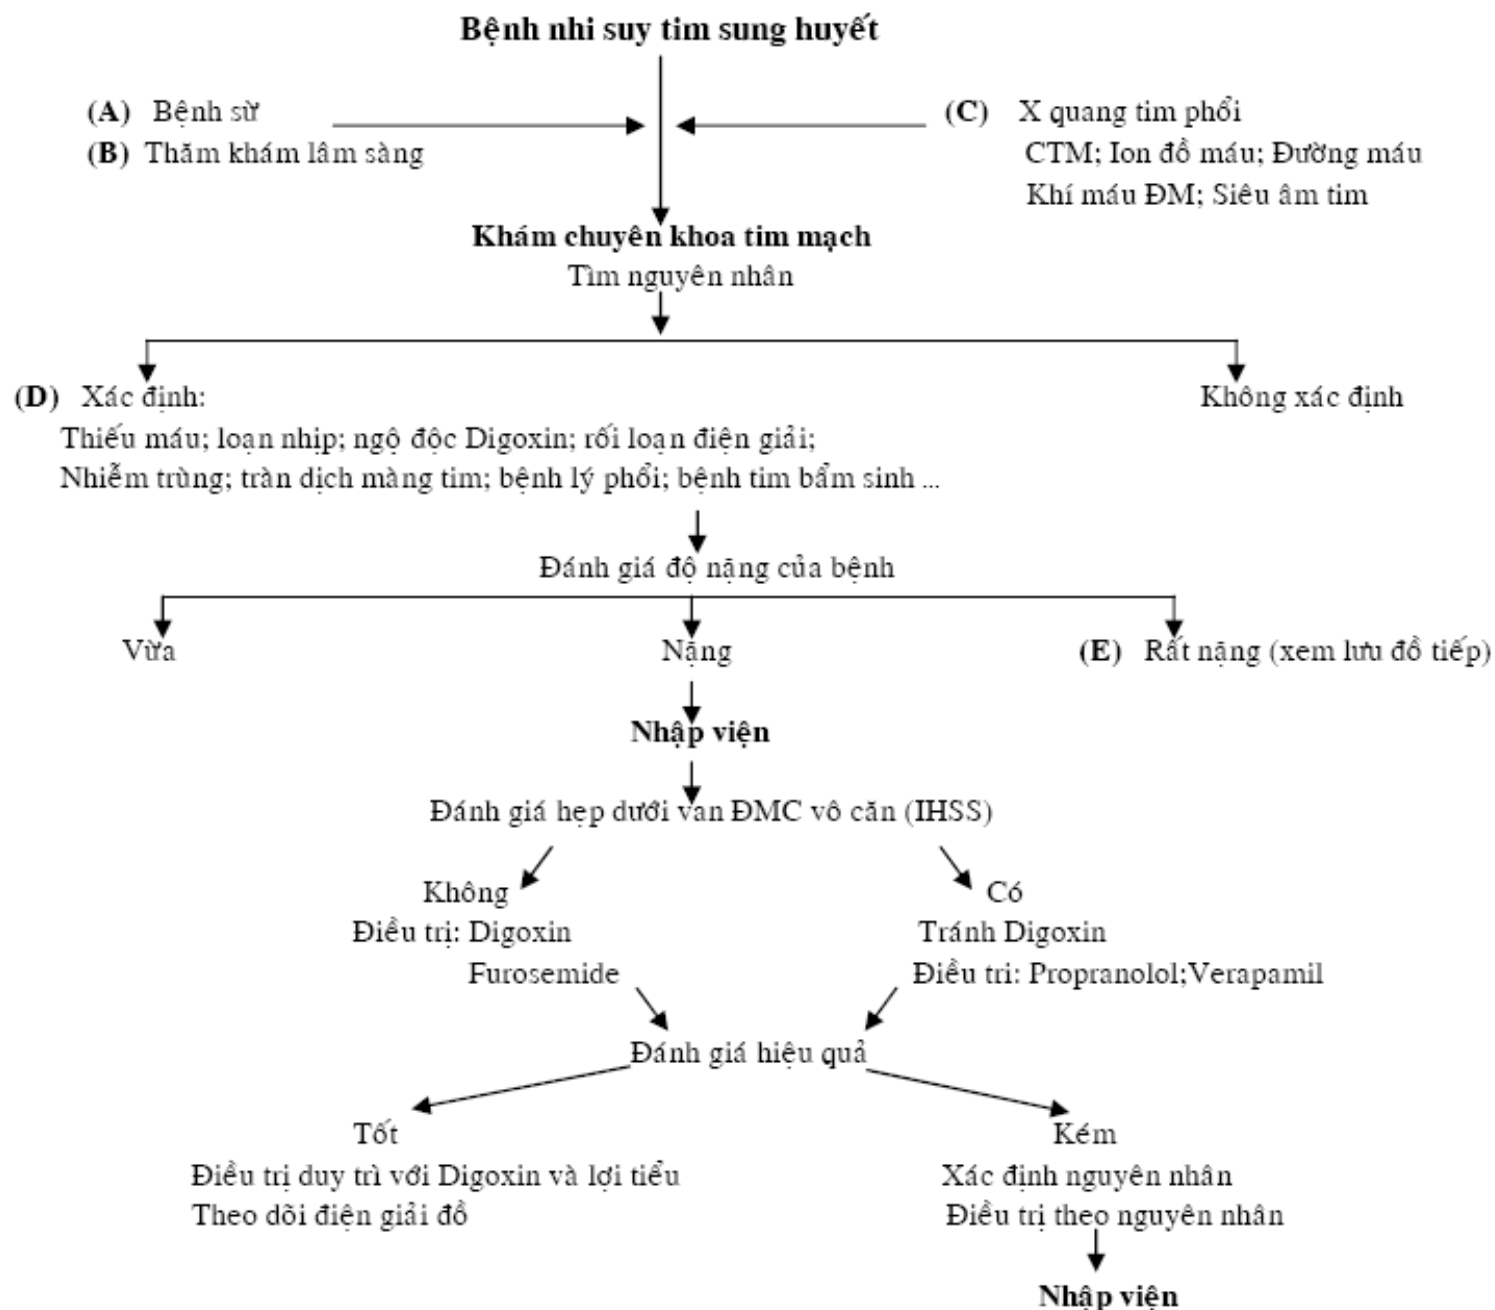 Bệnh nhi suy tim sung huyết
(A) Bệnh sừ
(B) Thăm khám lâm sàng
(C) X quang tim phổi
CTM; Ion đồ máu; Đường máu
Khí máu ĐM; Siêu âm tim
Khám chuyên khoa tim mạch
Tìm nguyên nhân
(D) Xác định:
Thiếu máu; loạn nhịp; ngộ độc Digoxin; rối loạn điện giải;
Nhiễm trùng; tràn dịch màng tim; bệnh lý phổi; bệnh tim bẩm sinh ...
Không xác định
Đánh giá độ nặng của bệnh
Vừa
Nặng
(E) Rất nặng (xem lưu đồ tiếp)
Nhập viện
Đánh giá hẹp dưới van ĐMC vô căn (IHSS)
Không
Điều trị: Digoxin
Furosemide
Có
Tránh Digoxin
Điều tri: Propranolol;Verapamil
Đánh giá hiệu quả
Tốt
Điều trị duy trì với Digoxin và lợi tiểu
Theo dõi điện giải đồ
Kém
Xác định nguyên nhân
Điều trị theo nguyên nhân
Nhập viện